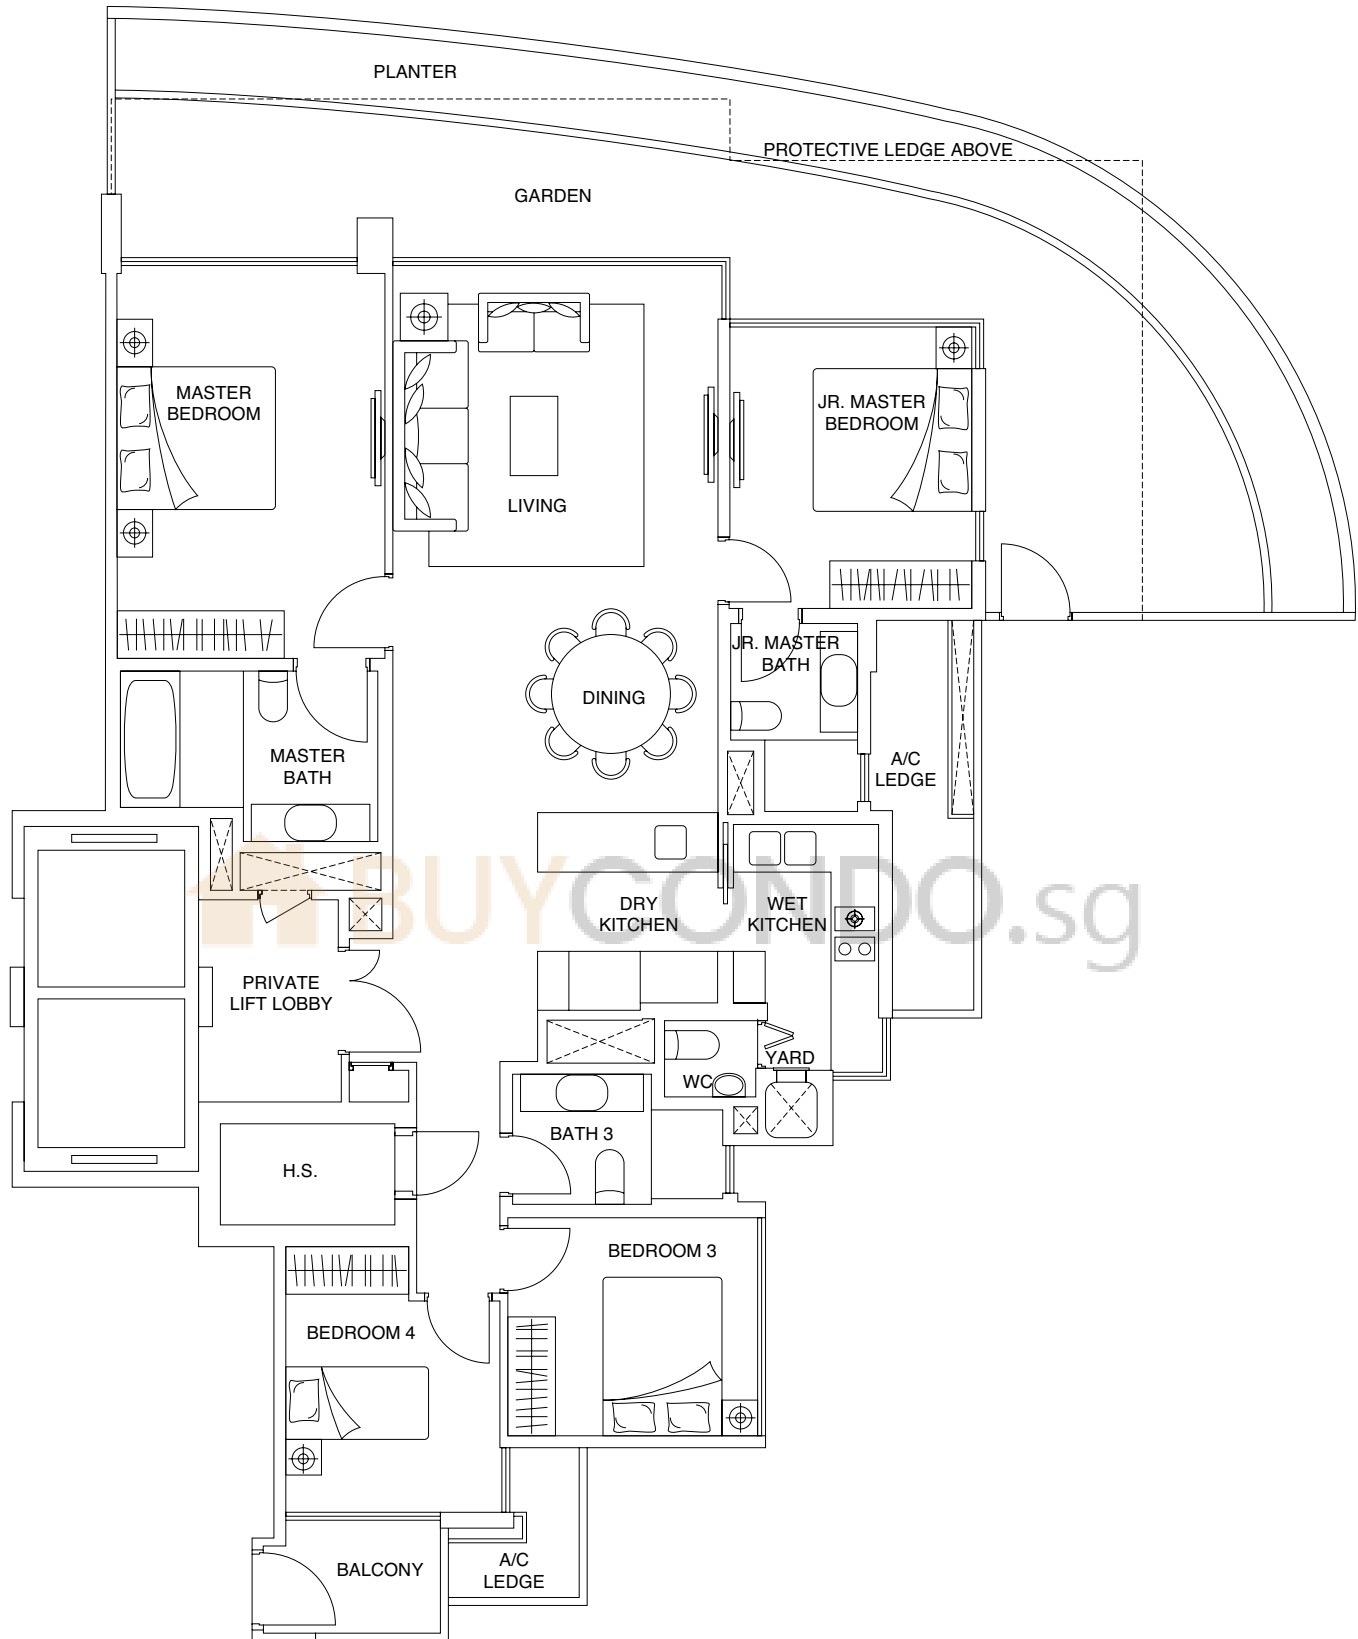 PLANTER
PROTECTIVE LEDGE ABOVE
GARDEN
MASTER
BEDROOM
JR. MASTER
BEDROOM
LIVING
JR. MASTER
BATH
DINING
MASTER
BATH
A/C
LEDGE
BUYCONDO.sg
DRY
KITCHEN
WET
KITCHEN
PRIVATE
LIFT LOBBY
YARD
WC
BATH 3
H.S.
BEDROOM 3
BEDROOM 4
A/C
LEDGE
BALCONY